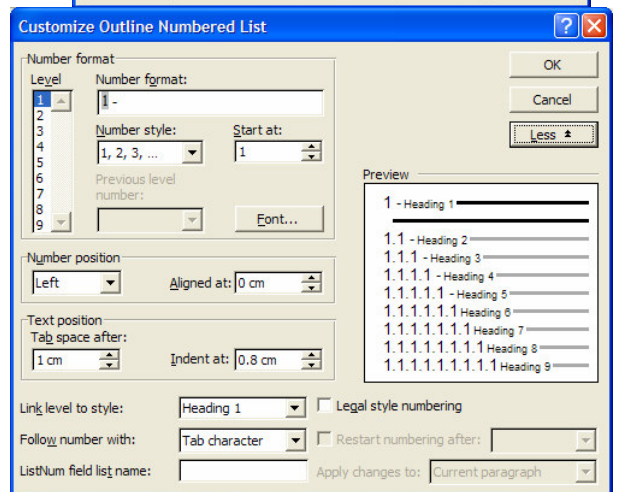 Customize Outline Numbered List
Number format
Level
Number format:
1
2
3
4
5
6
7
8
9
1 -
Number style:
Start at:
1, 2, 3, ...
1
Previous level
number:
Font...
OK
Cancel
Less
Preview
1 - Heading 1
1.1 - Heading 2
1.1.1 - Heading 3
1.1.1.1 - Heading 4
1.1.1.1.1 - Heading 5
1.1.1.1.1.1 Heading 6
1.1.1.1.1.1.1 Heading 7
1.1.1.1.1.1.1.1 Heading 8
1.1.1.1.1.1.1.1.1 Heading 9
Number position
Left
Aligned at: 0 cm
Text position
Tab space after:
1 cm
Indent at: 0.8 cm
Link level to style: Heading 1
Legal style numbering
Follow number with: Tab character
Restart numbering after:
ListNum field list name:
Apply changes to: Current paragraph